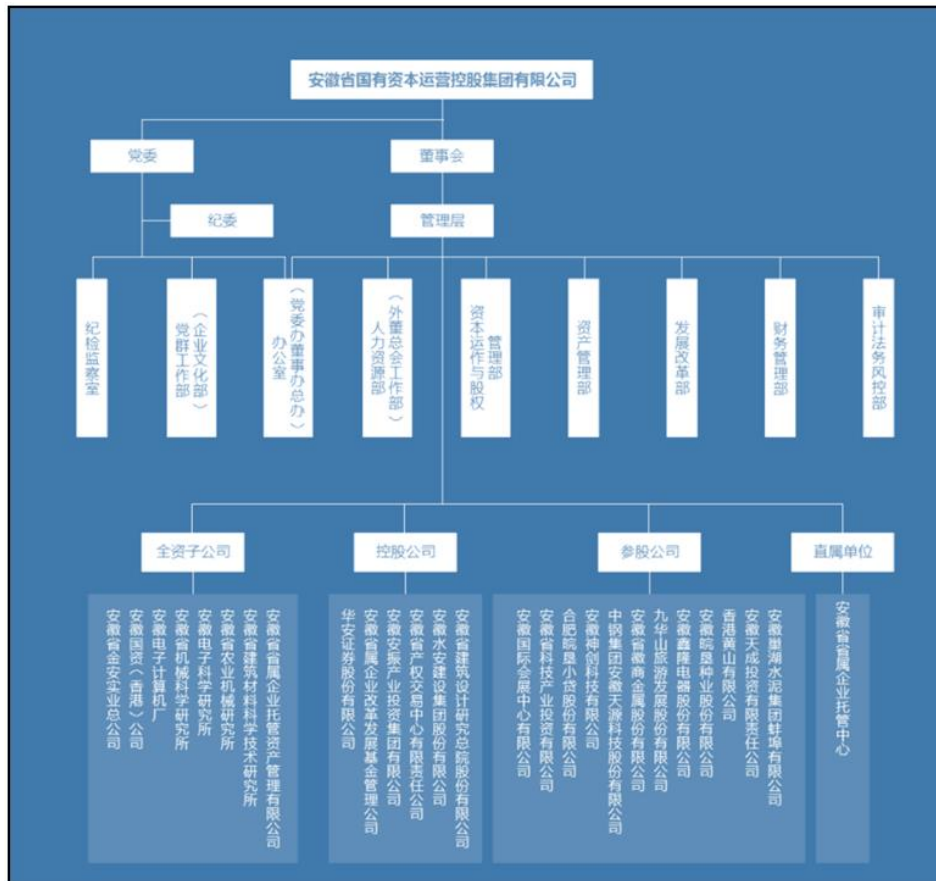 安徽省国有资本运营控股集团有限公司
党委
董事会
纪委
管理层
纪检监察室
党群工作部
（企业文化部）
办公室
（党委办董事办总办）
人力资源部
（外董总会工作部）
资本运作与股权
管理部
资产管理部
发展改革部
财务管理部
审计法务风控部
全资子公司
控股公司
参股公司
直属单位
安徽省金安实业总公司
安徽国资（香港）公司
安徽电子计算机厂
安徽省机械科学研究所
安徽电子科学研究所
安徽省农业机械研究所
安徽省建筑材料科学技术研究所
安徽省省属企业托管资产管理有限公司
华安证券股份有限公司
安徽省属企业改革发展基金管理公司
安徽安振产业投资集团有限公司
安徽省产权交易中心有限责任公司
安徽水安建设集团股份有限公司
安徽省建筑设计研究总院股份有限公司
安徽国际会展中心有限公司
安徽省科技产业投资有限公司
合肥皖垦小贷股份有限公司
安徽神剑科技有限公司
中钢集团安徽天源科技股份有限公司
安徽省徽商金属股份有限公司
九华山旅游发展股份有限公司
安徽鑫隆电器股份有限公司
安徽皖垦种业股份有限公司
香港黄山有限公司
安徽天成投资有限责任公司
安徽巢湖水泥集团蚌埠有限公司
安徽省省属企业托管中心